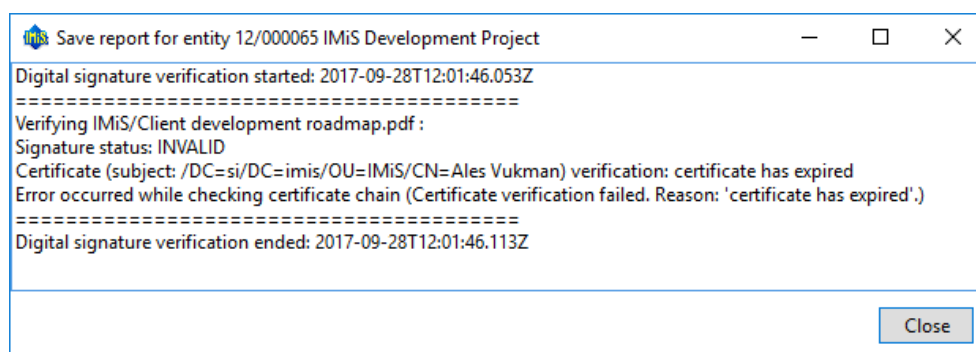 Save report for entity 12/000065 IMiS Development Project
Digital signature verification started: 2017-09-28T12:01:46.053Z
=========================================
Verifying IMiS/Client development roadmap.pdf :
Signature status: INVALID
Certificate (subject: /DC=si/DC=imis/OU=IMiS/CN=Ales Vukman) verification: certificate has expired
Error occurred while checking certificate chain (Certificate verification failed. Reason: 'certificate has expired'.)
=========================================
Digital signature verification ended: 2017-09-28T12:01:46.113Z
Close